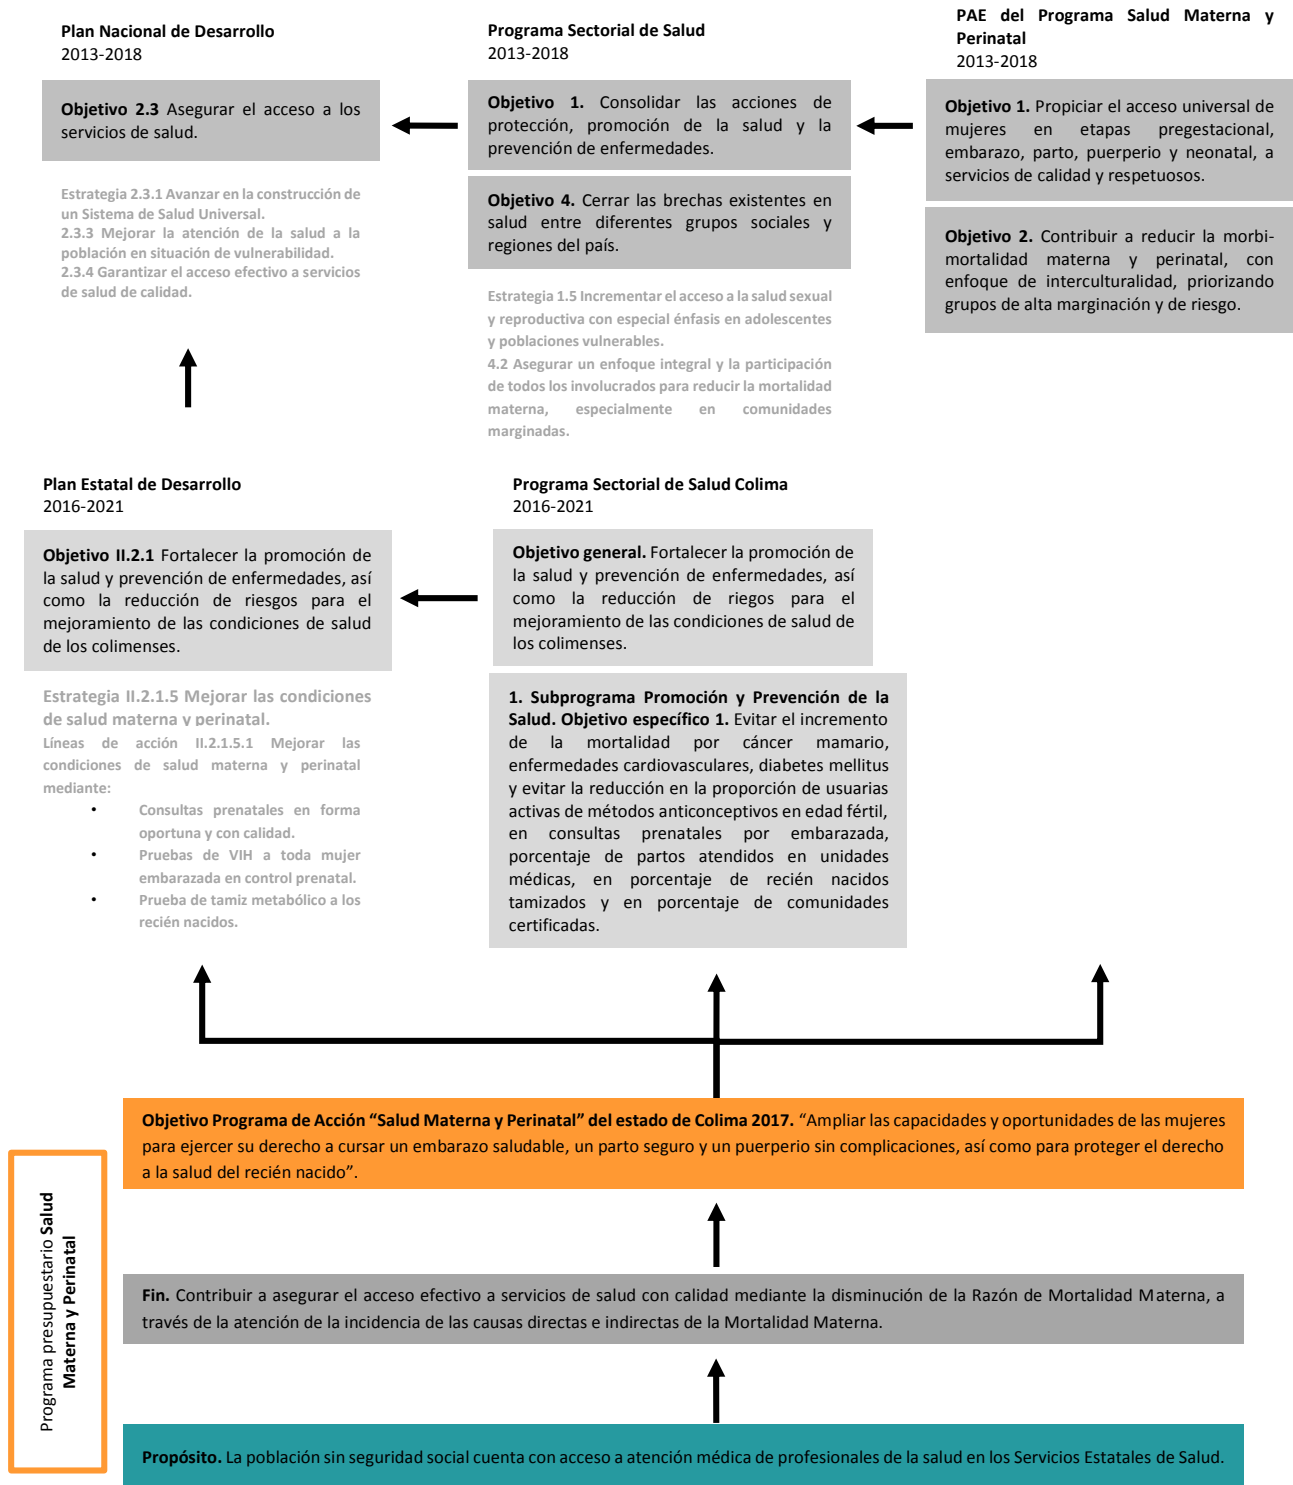 Plan Nacional de Desarrollo
2013-2018
Objetivo 2.3 Asegurar el acceso a los
servicios de salud.
Estrategia 2.3.1 Avanzar en la construcción de
un Sistema de Salud Universal.
2.3.3 Mejorar la atención de la salud a la
población en situación de vulnerabilidad.
2.3.4 Garantizar el acceso efectivo a servicios
de salud de calidad.
Programa Sectorial de Salud
2013-2018
Objetivo 1. Consolidar las acciones de
protección, promoción de la salud y la
prevención de enfermedades.
Objetivo 4. Cerrar las brechas existentes en
salud entre diferentes grupos sociales y
regiones del país.
Estrategia 1.5 Incrementar el acceso a la salud sexual
y reproductiva con especial énfasis en adolescentes
y poblaciones vulnerables.
4.2 Asegurar un enfoque integral y la participación
de todos los involucrados para reducir la mortalidad
materna, especialmente en comunidades
marginadas.
PAE del Programa Salud Materna y
Perinatal
2013-2018
Objetivo 1. Propiciar el acceso universal de
mujeres en etapas pregestacional,
embarazo, parto, puerperio y neonatal, a
servicios de calidad y respetuosos.
Objetivo 2. Contribuir a reducir la morbi-
mortalidad materna y perinatal, con
enfoque de interculturalidad, priorizando
grupos de alta marginación y de riesgo.
Plan Estatal de Desarrollo
2016-2021
Objetivo II.2.1 Fortalecer la promoción de
la salud y prevención de enfermedades, así
como la reducción de riesgos para el
mejoramiento de las condiciones de salud
de los colimenses.
Estrategia II.2.1.5 Mejorar las condiciones
de salud materna y perinatal.
Líneas de acción II.2.1.5.1 Mejorar las
condiciones de salud materna y perinatal
mediante:
• Consultas prenatales en forma
oportuna y con calidad.
• Pruebas de VIH a toda mujer
embarazada en control prenatal.
• Prueba de tamiz metabólico a los
recién nacidos.
Programa Sectorial de Salud Colima
2016-2021
Objetivo general. Fortalecer la promoción de
la salud y prevención de enfermedades, así
como la reducción de riegos para el
mejoramiento de las condiciones de salud de
los colimenses.
1. Subprograma Promoción y Prevención de la
Salud. Objetivo específico 1. Evitar el incremento
de la mortalidad por cáncer mamario,
enfermedades cardiovasculares, diabetes mellitus
y evitar la reducción en la proporción de usuarias
activas de métodos anticonceptivos en edad fértil,
en consultas prenatales por embarazada,
porcentaje de partos atendidos en unidades
médicas, en porcentaje de recién nacidos
tamizados y en porcentaje de comunidades
certificadas.
Objetivo Programa de Acción “Salud Materna y Perinatal” del estado de Colima 2017. “Ampliar las capacidades y oportunidades de las mujeres
para ejercer su derecho a cursar un embarazo saludable, un parto seguro y un puerperio sin complicaciones, así como para proteger el derecho
a la salud del recién nacido”.
Programa presupuestario Salud
Materna y Perinatal
Fin. Contribuir a asegurar el acceso efectivo a servicios de salud con calidad mediante la disminución de la Razón de Mortalidad Materna, a
través de la atención de la incidencia de las causas directas e indirectas de la Mortalidad Materna.
Propósito. La población sin seguridad social cuenta con acceso a atención médica de profesionales de la salud en los Servicios Estatales de Salud.